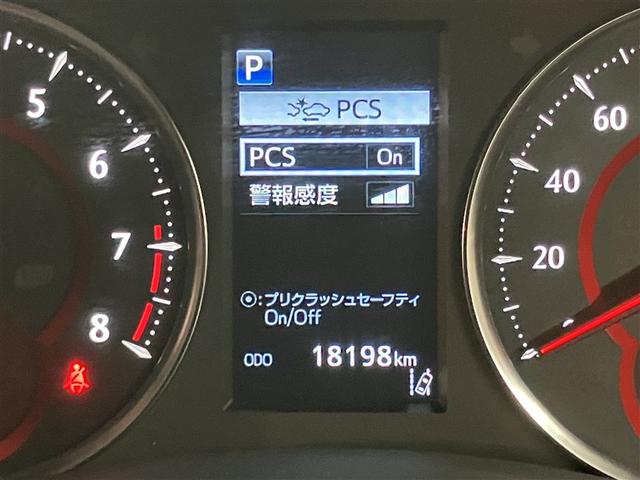 P
PCS
PCS On
警報感度
◉:プリクラッシュセーフティ
On/Off
ODO 18198km
5
6
7
8
60
40
20